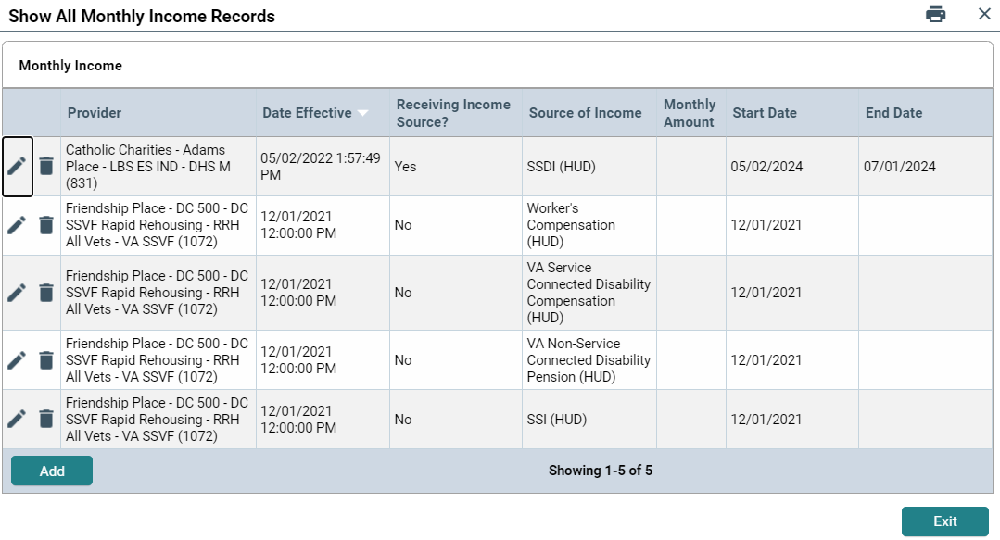 Show All Monthly Income Records
Monthly Income
Provider
Date Effective
Receiving Income
Source?
Source of Income
Monthly
Amount
Start Date
End Date
Catholic Charities - Adams
Place - LBS ES IND - DHS M
(831)
05/02/2022 1:57:49
PM
Yes
SSDI (HUD)
05/02/2024
07/01/2024
Friendship Place - DC 500 - DC
SSVF Rapid Rehousing - RRH
All Vets - VA SSVF (1072)
12/01/2021
12:00:00 PM
No
Worker's
Compensation
(HUD)
12/01/2021
Friendship Place - DC 500 - DC
SSVF Rapid Rehousing - RRH
All Vets - VA SSVF (1072)
12/01/2021
12:00:00 PM
No
VA Service
Connected Disability
Compensation
(HUD)
12/01/2021
Friendship Place - DC 500 - DC
SSVF Rapid Rehousing - RRH
All Vets - VA SSVF (1072)
12/01/2021
12:00:00 PM
No
VA Non-Service
Connected Disability
Pension (HUD)
12/01/2021
Friendship Place - DC 500 - DC
SSVF Rapid Rehousing - RRH
All Vets - VA SSVF (1072)
12/01/2021
12:00:00 PM
No
SSI (HUD)
12/01/2021
Add
Showing 1-5 of 5
Exit